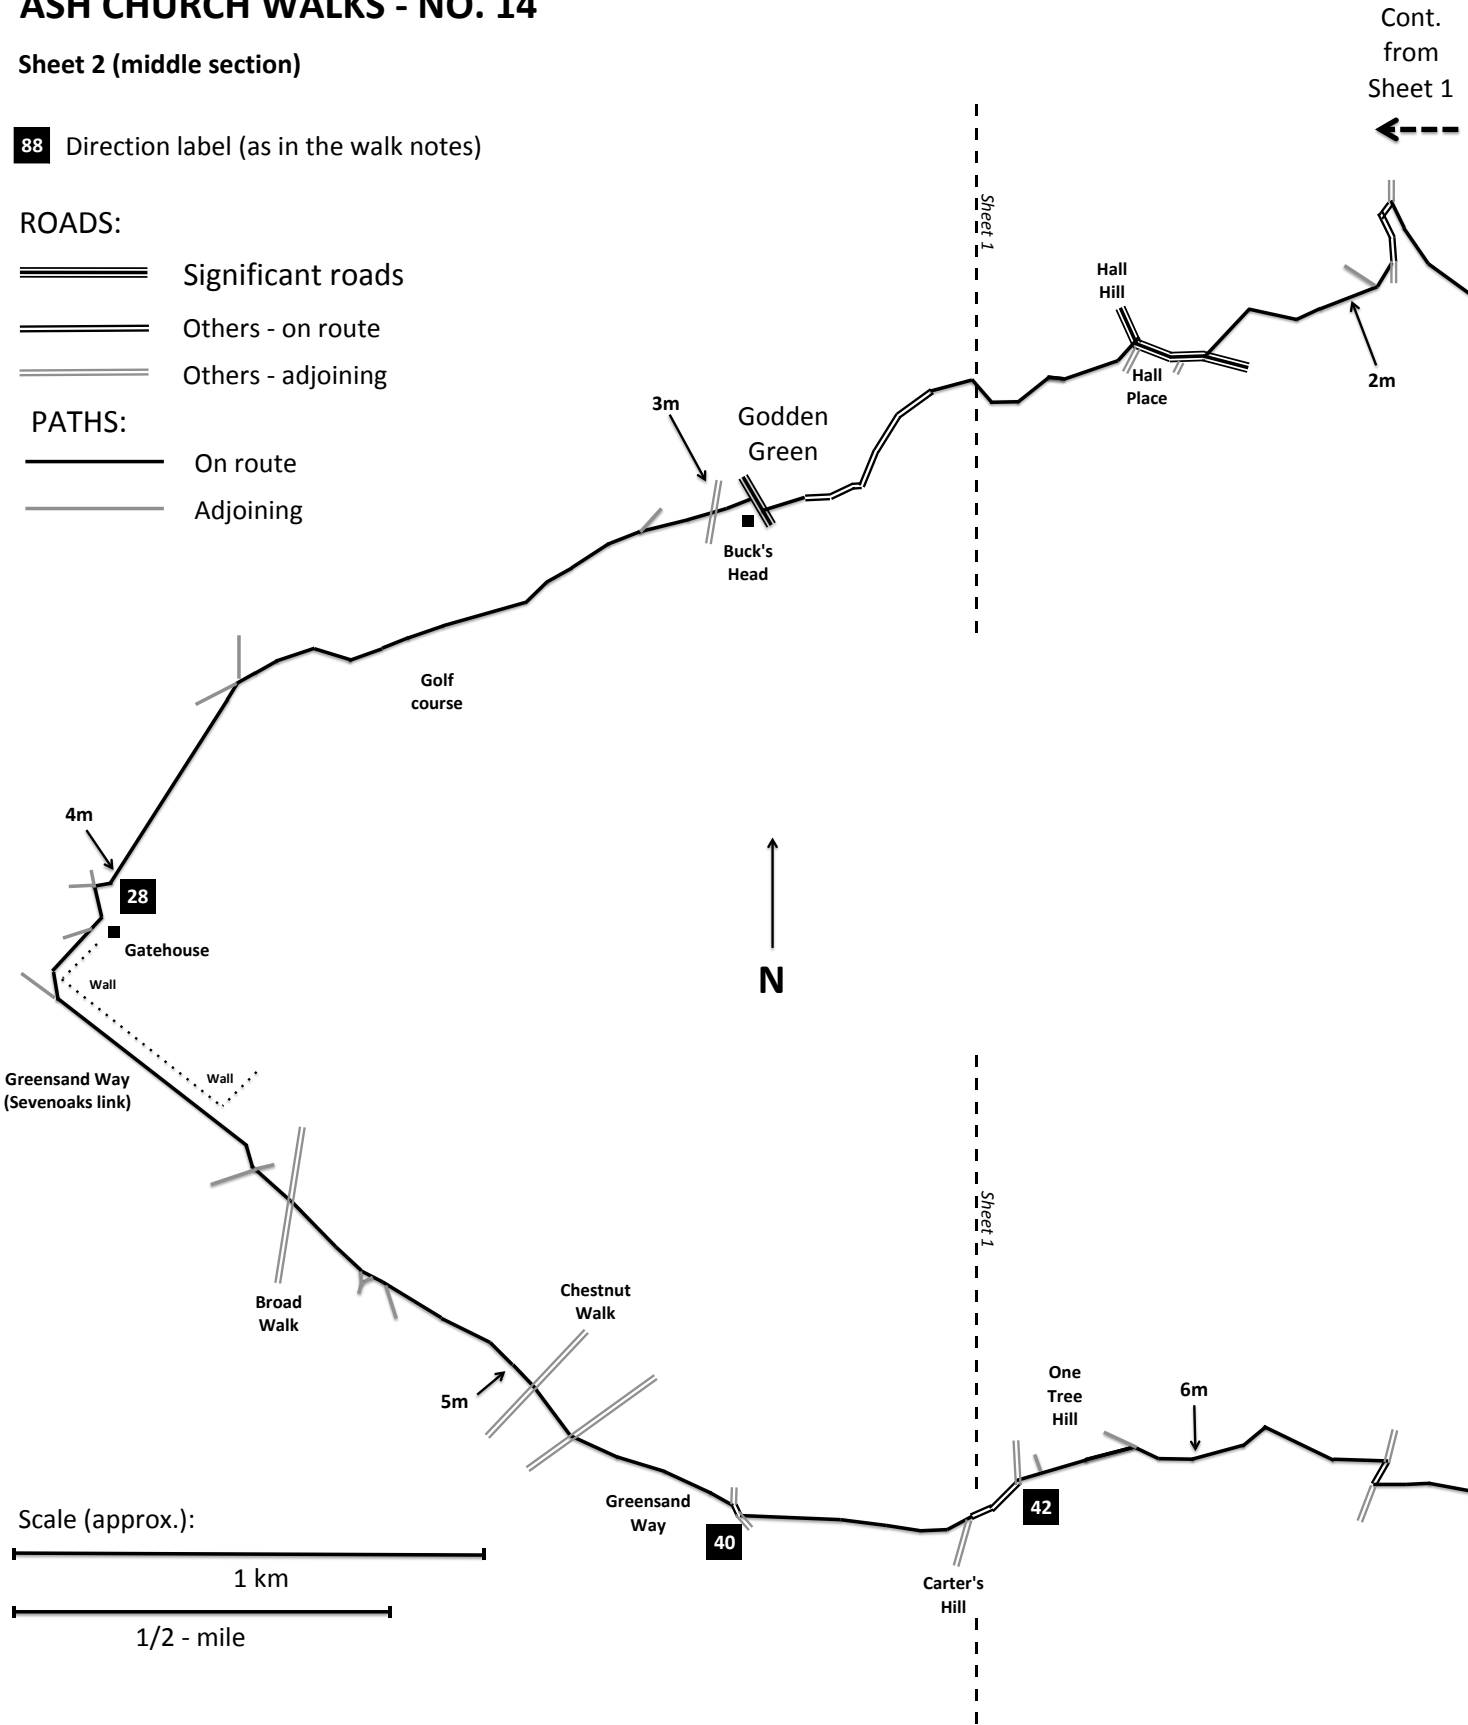 ASH CHURCH WALKS - NO. 14
Sheet 2 (middle section)
Cont.
from
Sheet 1
88 Direction label (as in the walk notes)
ROADS:
Significant roads
Others - on route
Others - adjoining
PATHS:
On route
Adjoining
Sheet 1
Hall
Hill
Hall
Place
2m
3m
Godden
Green
Buck's
Head
Golf
course
4m
28
Gatehouse
Wall
Wall
Greensand Way
(Sevenoaks link)
N
Sheet 1
Broad
Walk
Chestnut
Walk
5m
One
Tree
Hill
6m
Greensand
Way
40
42
Carter's
Hill
Scale (approx.):
1 km
1/2 - mile